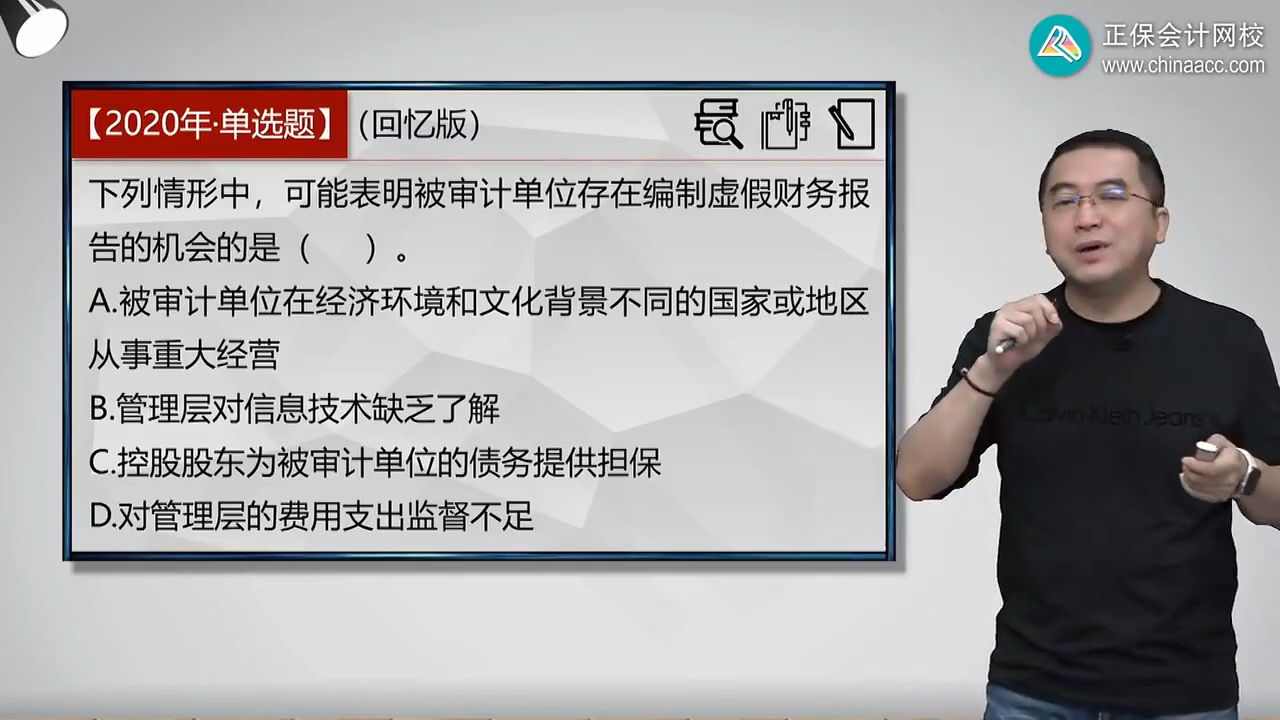 正保会计网校
www.chinaacc.com
【2020年·单选题】（回忆版）
下列情形中，可能表明被审计单位存在编制虚假财务报
告的机会的是（　　）。
A.被审计单位在经济环境和文化背景不同的国家或地区
从事重大经营
B.管理层对信息技术缺乏了解
C.控股股东为被审计单位的债务提供担保
D.对管理层的费用支出监督不足
Calvin Klein Jeans